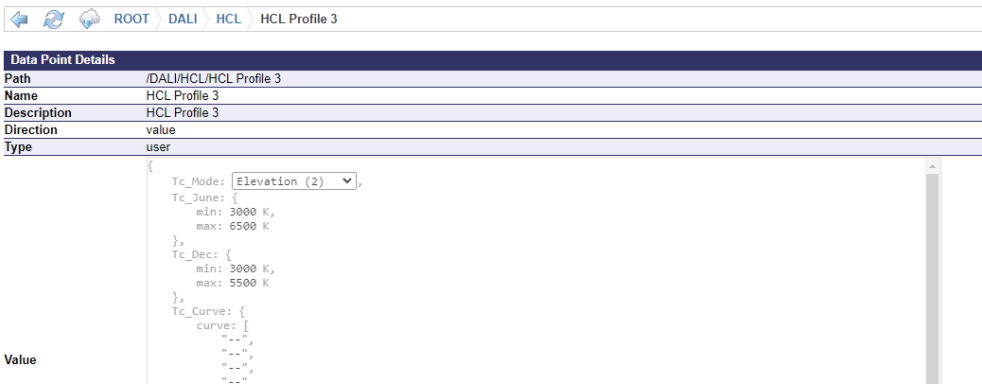 ROOT DALI HCL HCL Profile 3
Data Point Details
Path /DALI/HCL/HCL Profile 3
Name HCL Profile 3
Description HCL Profile 3
Direction value
Type user
{
Tc_Mode: Elevation (2),
Tc_June: {
min: 3000 K,
max: 6500 K
},
Tc_Dec: {
min: 3000 K,
max: 5500 K
},
Tc_Curve: {
curve: [
"--",
"--",
Value "--",
"--"